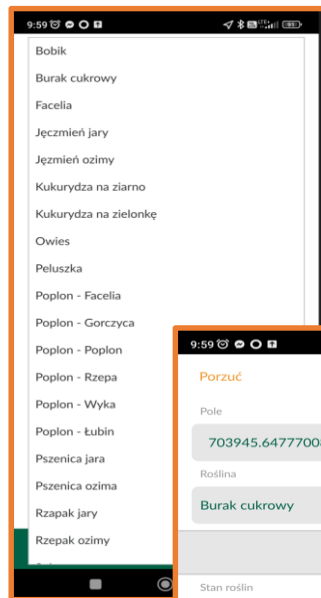 9:59
Bobik
Burak cukrowy
Facelia
Jęczmień jary
Jęzmień ozimy
Kukurydza na ziarno
Kukurydza na zielonkę
Owies
Peluszka
Poplon - Facelia
Poplon - Gorczyca
Poplon - Poplon
Poplon - Rzepa
Poplon - Wyka
Poplon - Łubin
Pszenica jara
Pszenica ozima
Rzapak jary
Rzepak ozimy
9:59
Porzuć
Pole
703945.6477700
Roślina
Burak cukrowy
Stan roślin